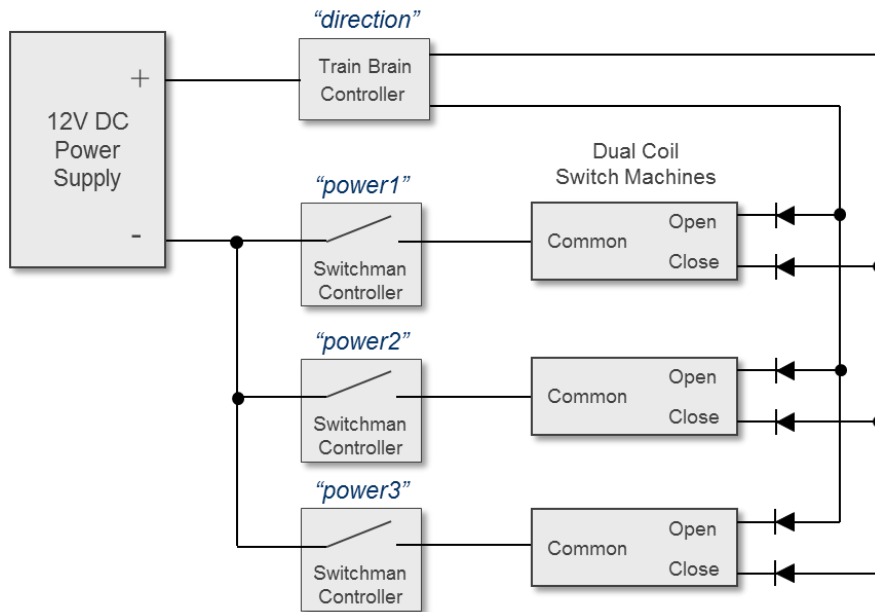 “direction”
Train Brain
Controller
+
12V DC
Power
Supply
-
Dual Coil
Switch Machines
“power1”
Switchman
Controller
Common
Open
Close
“power2”
Switchman
Controller
Common
Open
Close
“power3”
Switchman
Controller
Common
Open
Close